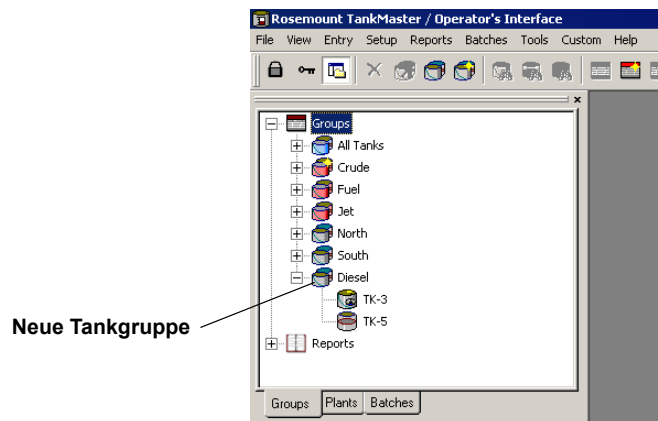 Rosemount TankMaster / Operator's Interface
File View Entry Setup Reports Batches Tools Custom Help
Groups
All Tanks
Crude
Fuel
Jet
North
South
Diesel
TK-3
Neue Tankgruppe
TK-5
Reports
Groups Plants Batches